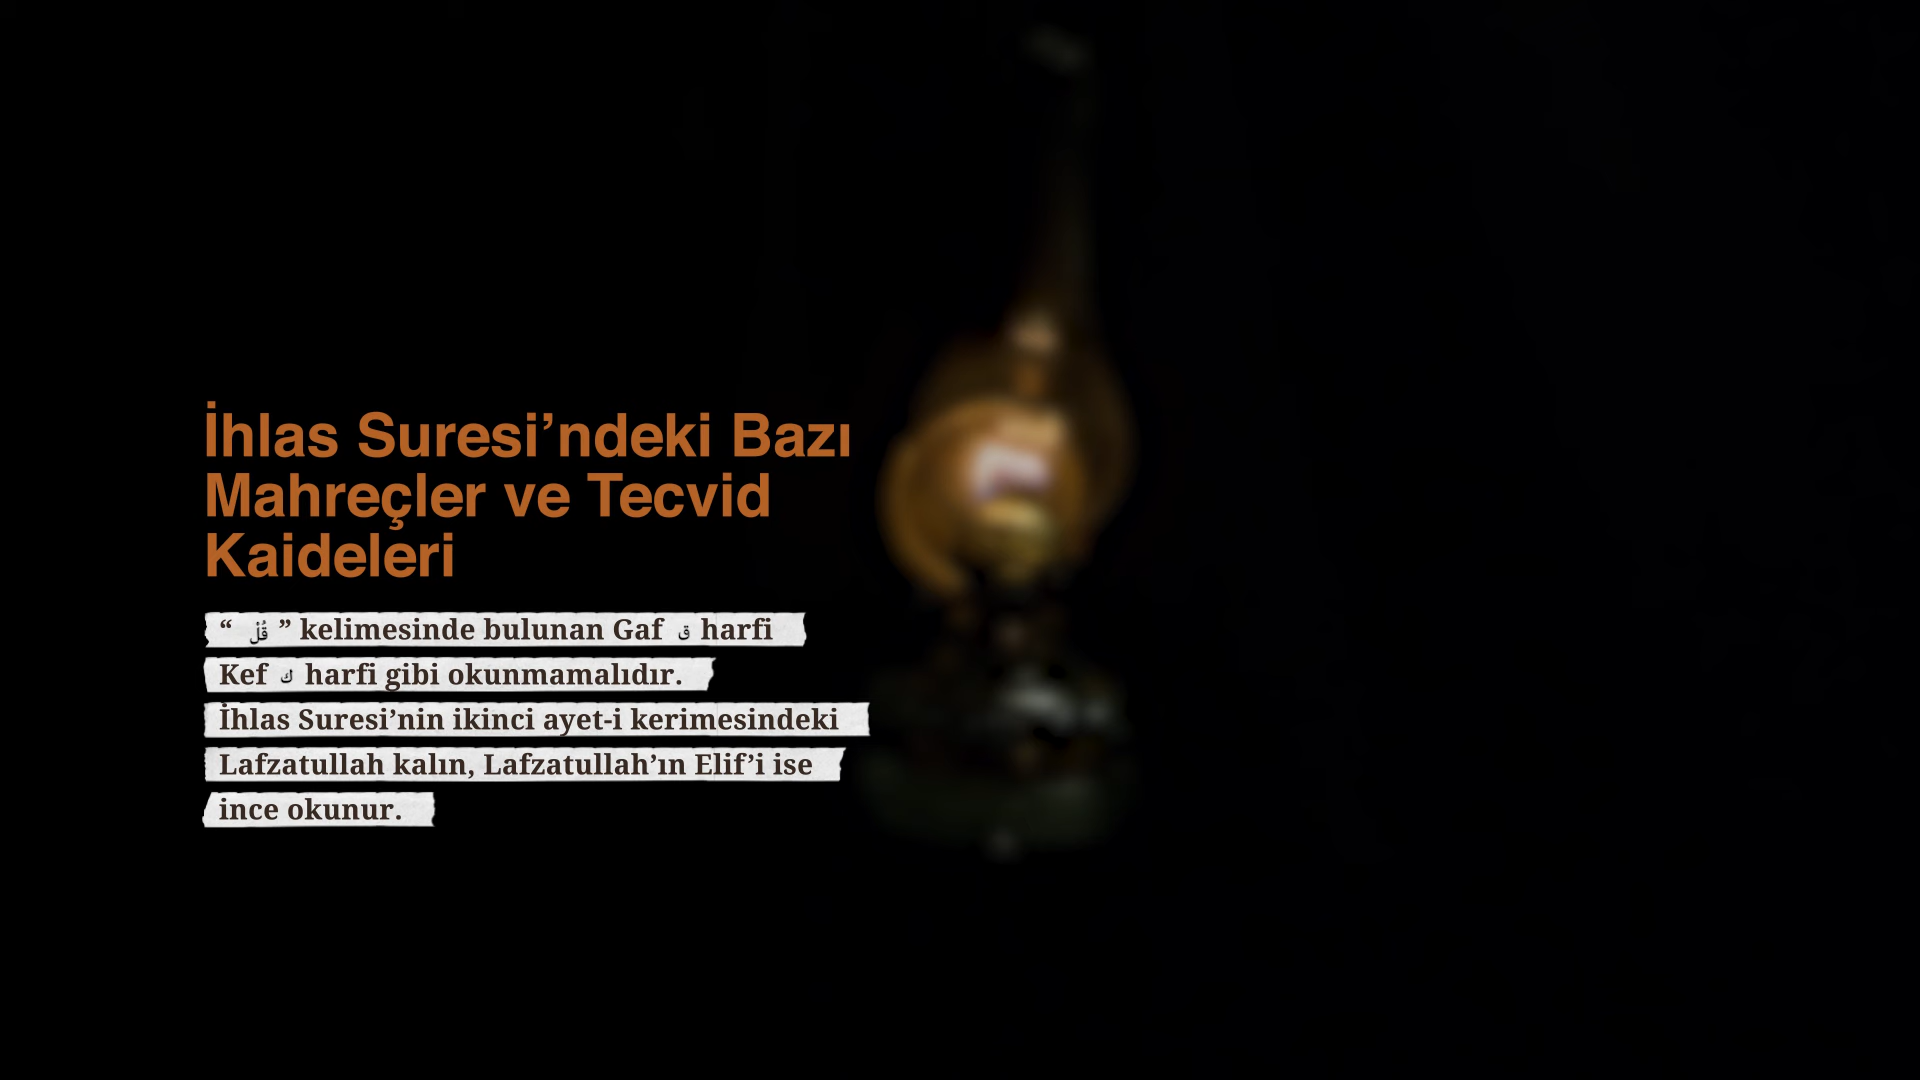 İhlas Suresi’ndeki Bazı
Mahreçler ve Tecvid
Kaideleri
“ قُلْ ” kelimesinde bulunan Gaf ق harfi
Kef ك harfi gibi okunmamalıdır.
İhlas Suresi’nin ikinci ayet-i kerimesindeki
Lafzatullah kalın, Lafzatullah’ın Elif’i ise
ince okunur.